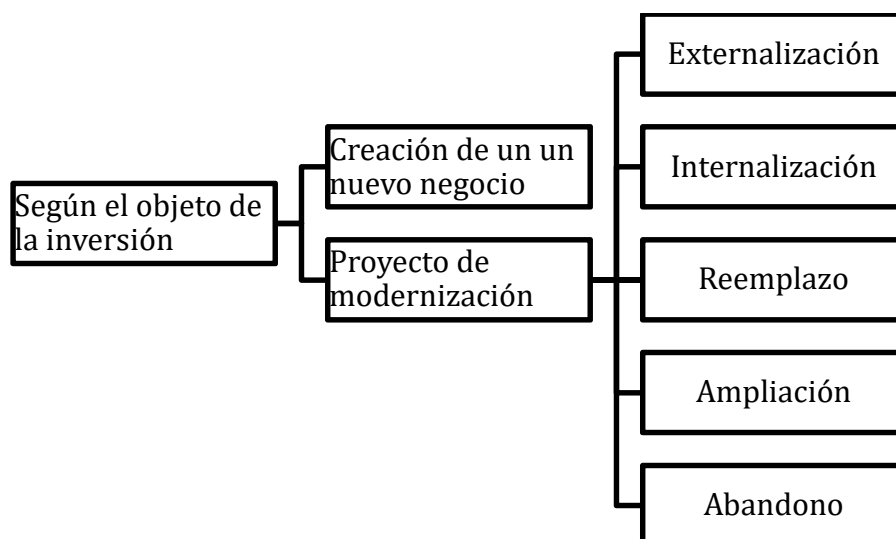 Según el objeto de
la inversión
Creación de un un
nuevo negocio
Proyecto de
modernización
Externalización
Internalización
Reemplazo
Ampliación
Abandono